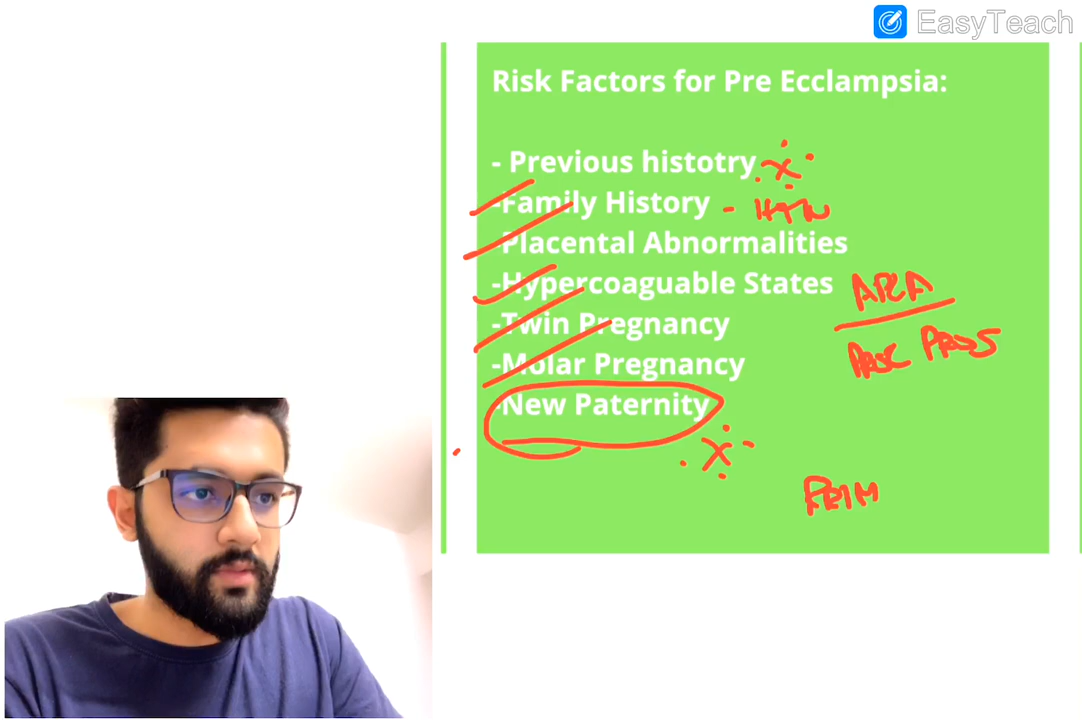 EasyTeach
Risk Factors for Pre Ecclampsia:
- Previous histotry
-Family History - HTN
-Placental Abnormalities
-Hypercoaguable States APLA
-Twin Pregnancy
-Molar Pregnancy
-New Paternity
PRIM